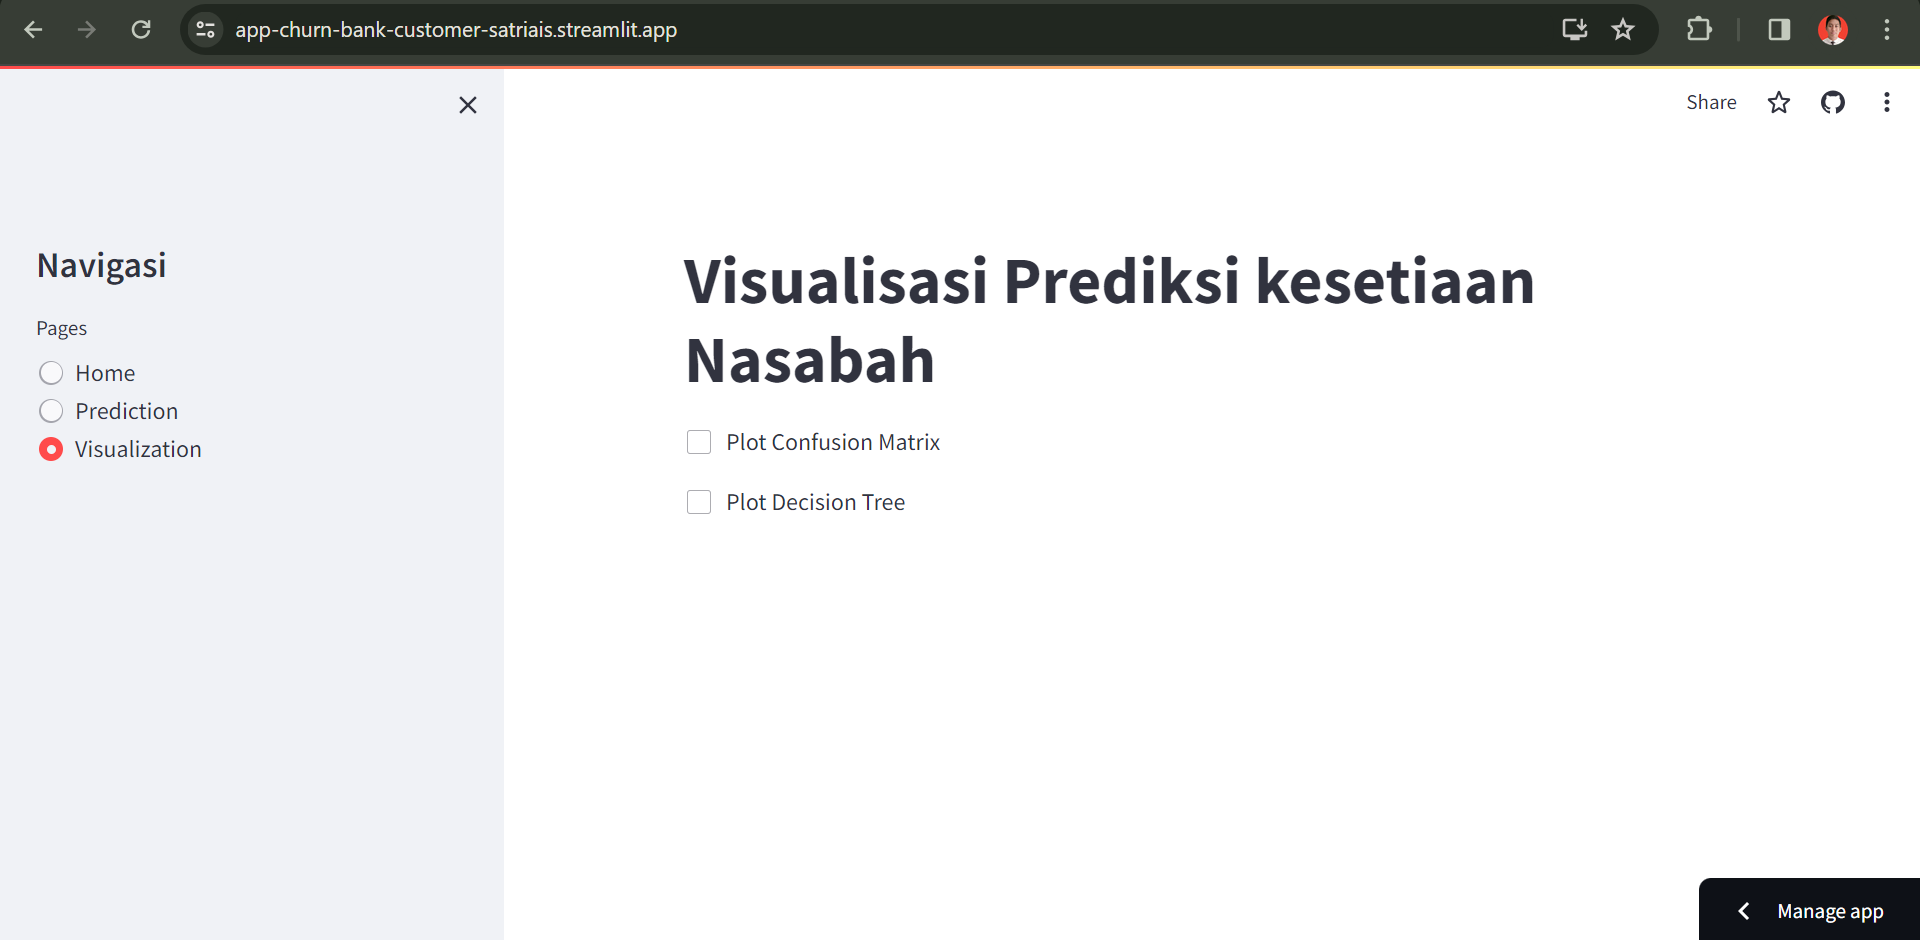 app-churn-bank-customer-satriais.streamlit.app
Share
Navigasi
Pages
Home
Prediction
Visualization
Visualisasi Prediksi kesetiaan
Nasabah
Plot Confusion Matrix
Plot Decision Tree
Manage app